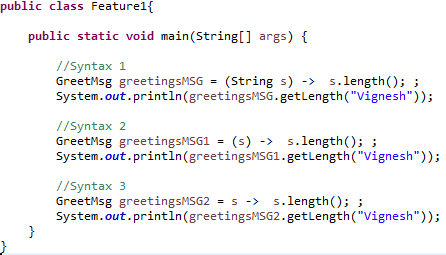 public class Feature1{
public static void main(String[] args) {
//Syntax 1
GreetMsg greetingsMSG = (String s) ->  s.length(); ;
System.out.println(greetingsMSG.getLength("Vignesh"));
//Syntax 2
GreetMsg greetingsMSG1 = (s) ->  s.length(); ;
System.out.println(greetingsMSG1.getLength("Vignesh"));
//Syntax 3
GreetMsg greetingsMSG2 = s ->  s.length(); ;
System.out.println(greetingsMSG2.getLength("Vignesh"));
}
}